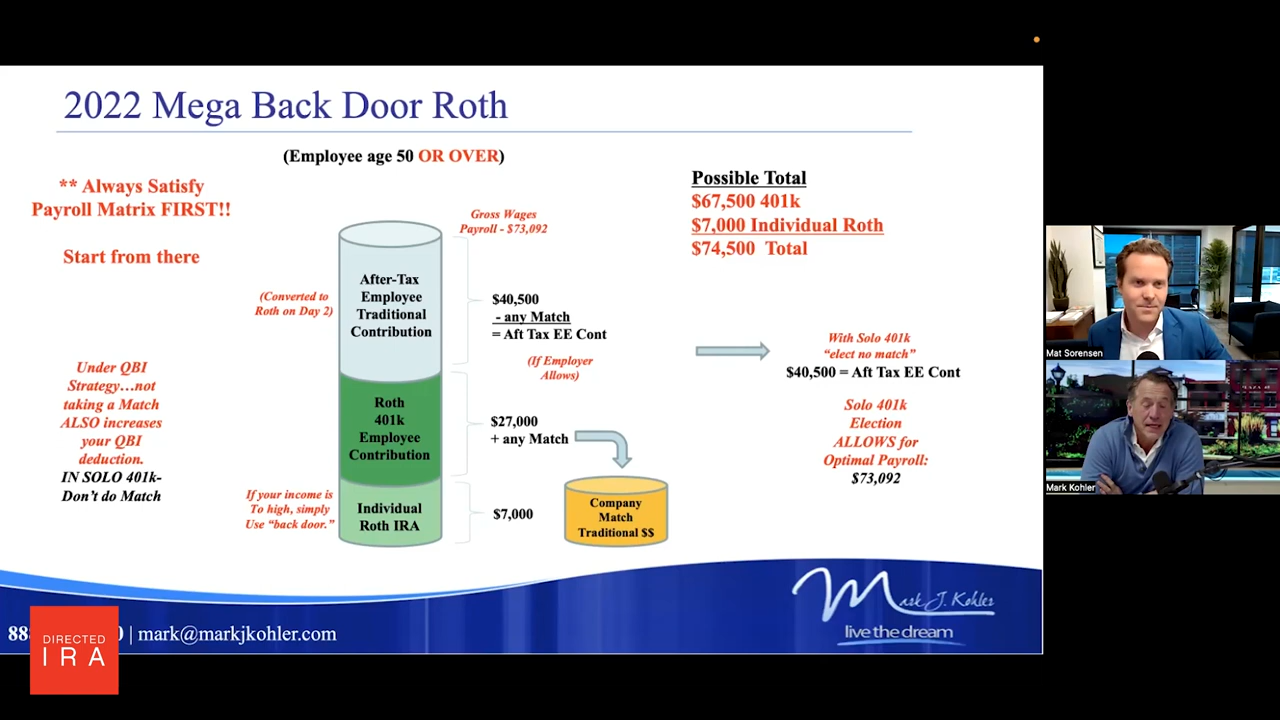 2022 Mega Back Door Roth
(Employee age 50 OR OVER)
** Always Satisfy
Payroll Matrix FIRST!!
Start from there
Under QBI
Strategy…not
taking a Match
ALSO increases
your QBI
deduction.
IN SOLO 401k-
Don't do Match
(Converted to
Roth on Day 2)
If your income is
To high, simply
Use “back door.”
After-Tax
Employee
Traditional
Contribution
Roth
401k
Employee
Contribution
Individual
Roth IRA
Gross Wages
Payroll - $73,092
$40,500
- any Match
= Aft Tax EE Cont
(If Employer
Allows)
$27,000
+ any Match
$7,000
Company
Match
Traditional $$
Possible Total
$67,500 401k
$7,000 Individual Roth
$74,500 Total
With Solo 401k
“elect no match”
$40,500 = Aft Tax EE Cont
Solo 401k
Election
ALLOWS for
Optimal Payroll:
$73,092
Mat Sorensen
Mark Kohler
Mark J. Kohler
live the dream
| mark@markjkohler.com
DIRECTED
IRA